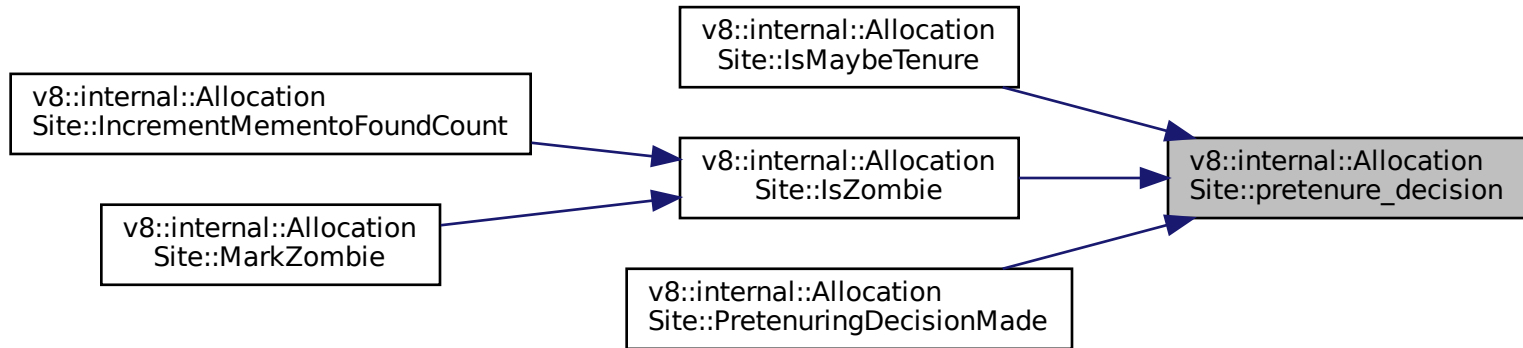 v8::internal::Allocation
Site::IncrementMementoFoundCount
v8::internal::Allocation
Site::MarkZombie
v8::internal::Allocation
Site::IsMaybeTenure
v8::internal::Allocation
Site::IsZombie
v8::internal::Allocation
Site::PretenuringDecisionMade
v8::internal::Allocation
Site::pretenure_decision